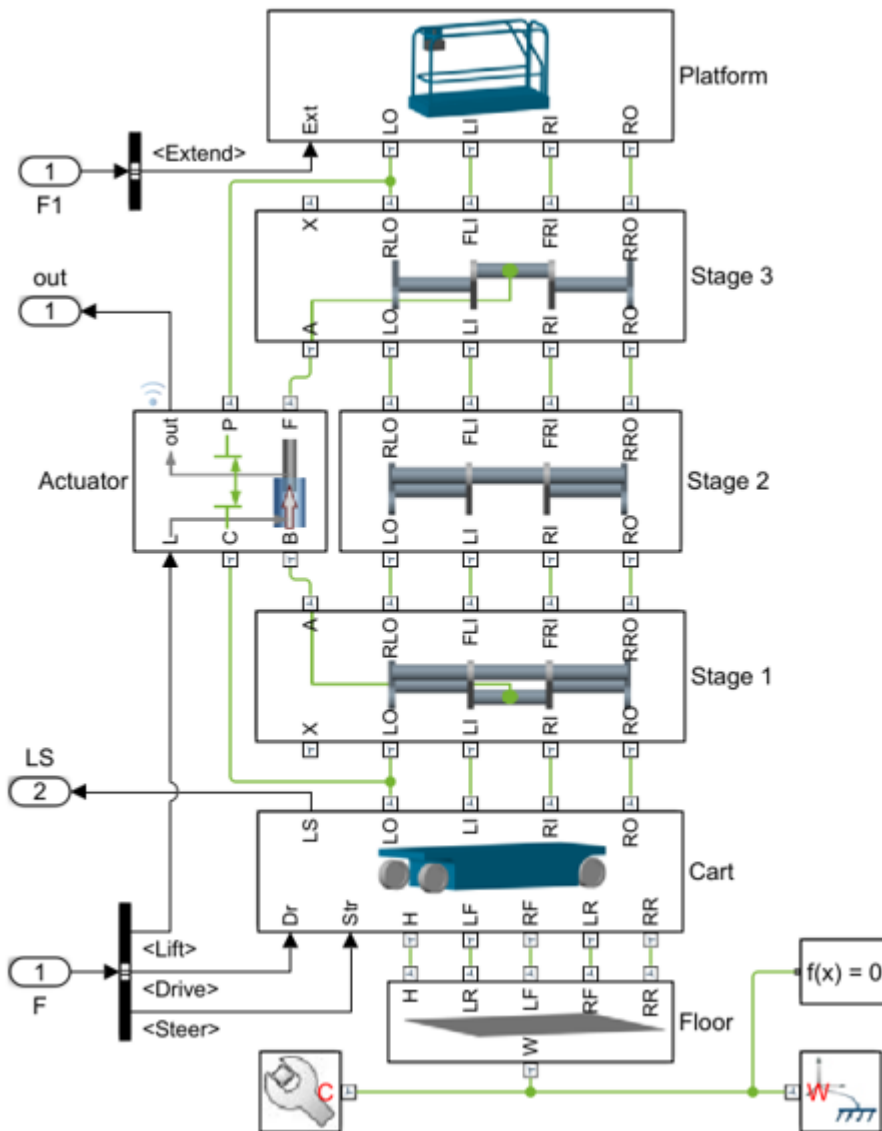 Platform
Ext LO LI RI RO
<Extend>
1
F1
X RLO FLI FRI RRO
Stage 3
A LO LI RI RO
out
1
out P F
RLO FLI FRI RRO
Actuator
Stage 2
L C B
LO LI RI RO
A RLO FLI FRI RRO
Stage 1
X LO LI RI RO
LS
2
LS LO LI RI RO
Cart
Dr Str H LF RF LR RR
<Lift>
1
F
<Drive>
<Steer>
H LR LF RF RR
Floor
W
f(x) = 0
C
W